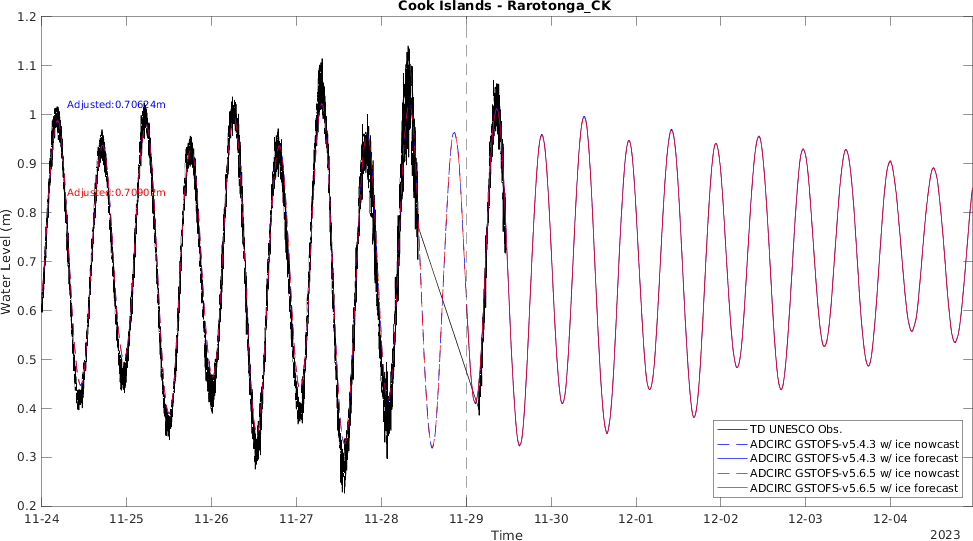 Cook Islands - Rarotonga_CK
1.2
1.1
1
0.9
0.8
0.7
0.6
0.5
0.4
0.3
0.2
Water Level (m)
Adjusted:0.70624m
Adjusted:0.70902m
TD UNESCO Obs.
ADCIRC GSTOFS-v5.4.3 w/ ice nowcast
ADCIRC GSTOFS-v5.4.3 w/ ice forecast
ADCIRC GSTOFS-v5.6.5 w/ ice nowcast
ADCIRC GSTOFS-v5.6.5 w/ ice forecast
11-24 11-25 11-26 11-27 11-28 11-29 11-30 12-01 12-02 12-03 12-04
Time
2023